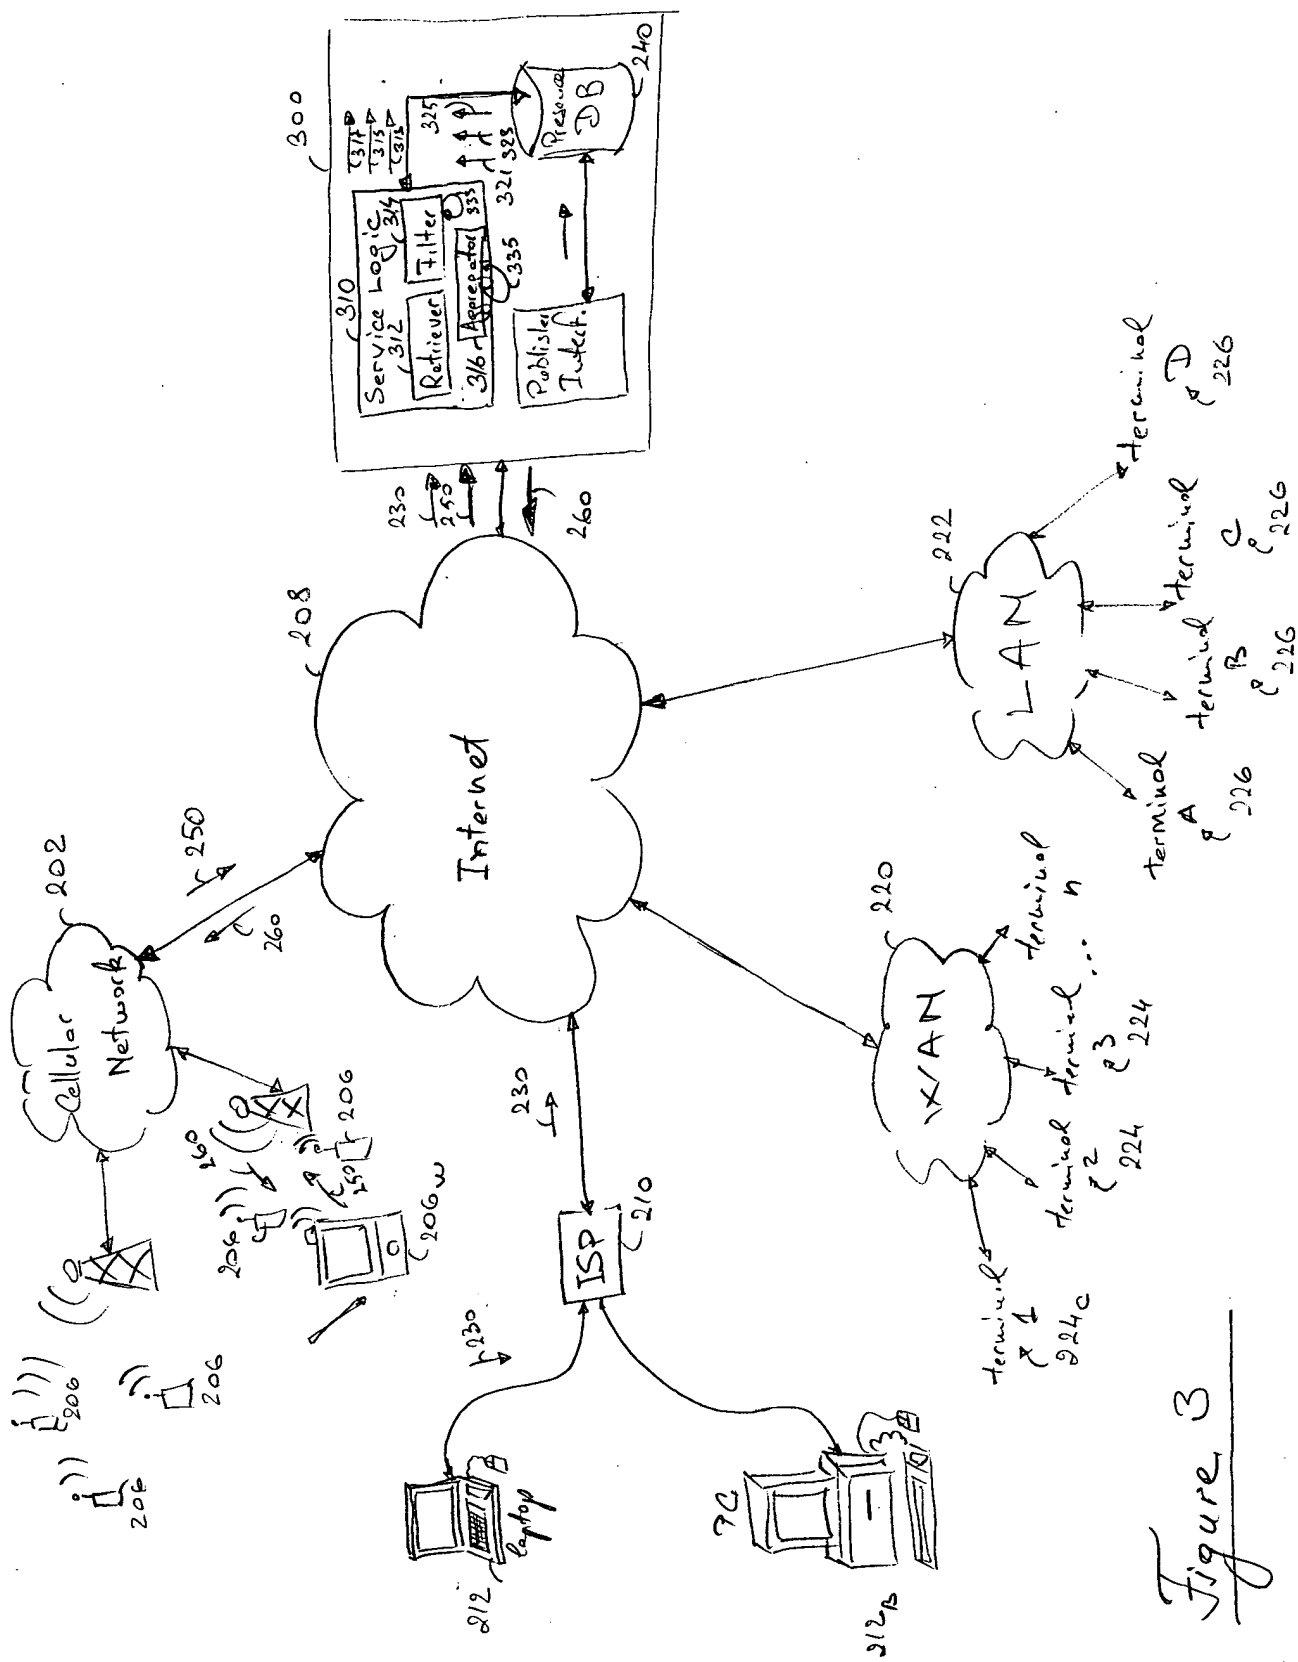 300
310
Service Logic
312
314
Retriever
Filter
316
Aggregator
333
335
317
315
313
325
321
323
Presence
DB
240
Publisher
Interf.
230
250
260
208
Internet
202
Cellular
Network
250
260
206
206
206
206
206
260
250
206w
230
ISP
210
230
laptop
212
PC
212B
220
WAN
terminal
1
224c
terminal
2
224
terminal
3
224
...
terminal
n
222
LAN
terminal
A
226
terminal
B
226
terminal
C
226
terminal
D
226
Figure 3